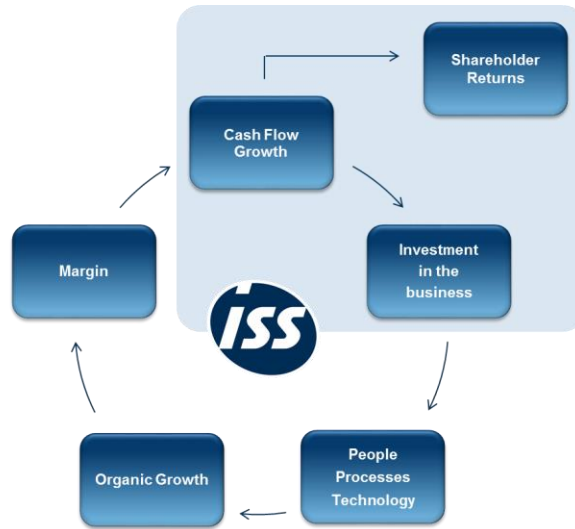 Shareholder
Returns
Cash Flow
Growth
Investment
in the
business
Margin
iss
People
Processes
Technology
Organic Growth